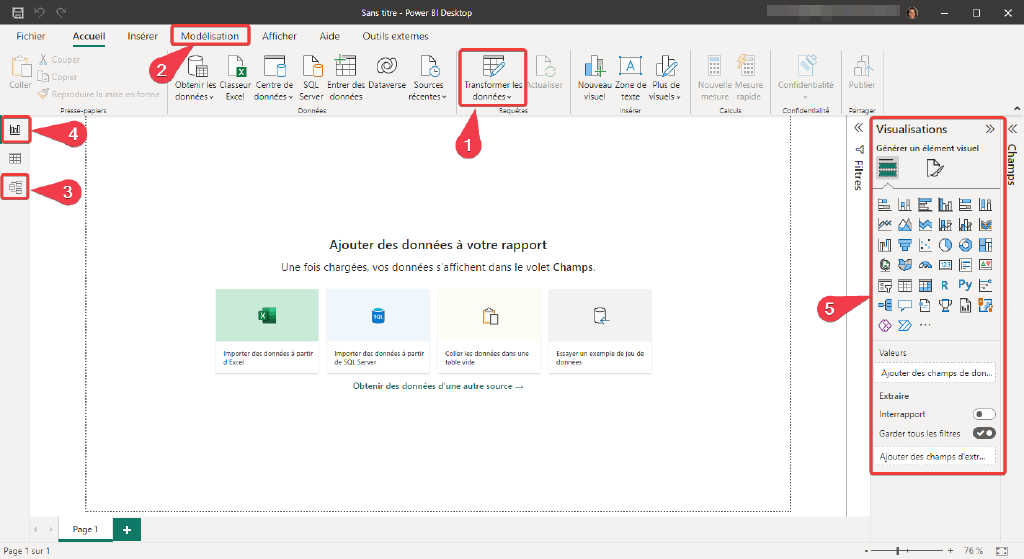 Sans titre - Power BI Desktop
Fichier Accueil Insérer Modélisation Afficher Aide Outils externes
2
Coller
Couper
Copier
Reproduire la mise en forme
Presse-papiers
Obtenir les données
Classeur Excel
Centre de données
SQL Server
Entrer des données
Dataverse
Sources récentes
Données
Transformer les données
Actualiser
Requêtes
Nouveau visuel
Zone de texte
Plus de visuels
Insérer
Nouvelle mesure
Mesure rapide
Calculs
Confidentialité
Confidentialité
Publier
Partager
1
4
3
Ajouter des données à votre rapport
Une fois chargées, vos données s'affichent dans le volet Champs.
SQL
Importer des données à partir
d'Excel
Importer des données à partir
de SQL Server
Coller les données dans une
table vide
Essayer un exemple de jeu de
données
Obtenir des données d'une autre source →
Filtres
5
Visualisations
Générer un élément visuel
123
R
Py
...
Valeurs
Ajouter des champs de don...
Extraire
Interrapport
Garder tous les filtres
Ajouter des champs d'extr...
Champs
Page 1
+
Page 1 sur 1
- + 76 %